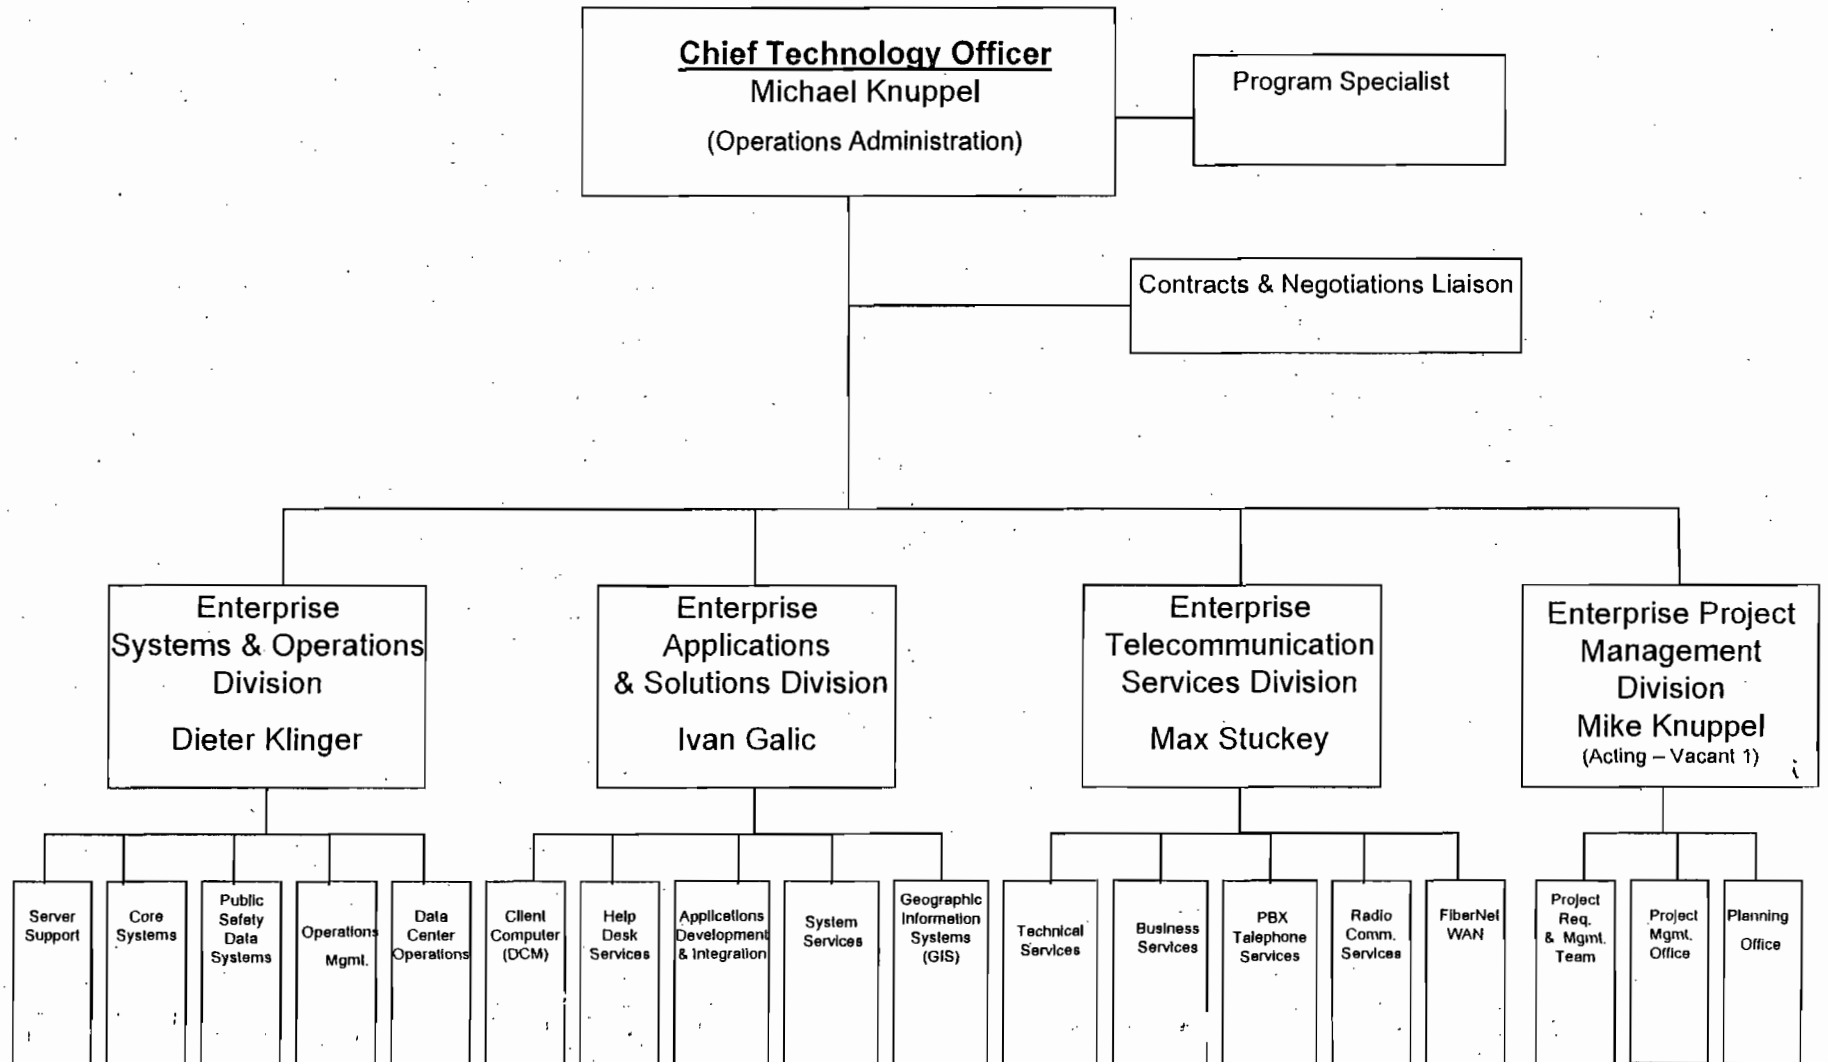 Chief Technology Officer
Michael Knuppel
(Operations Administration)
Program Specialist
Contracts & Negotiations Liaison
Enterprise
Systems & Operations
Division
Dieter Klinger
Enterprise
Applications
& Solutions Division
Ivan Galic
Enterprise
Telecommunication
Services Division
Max Stuckey
Enterprise Project
Management
Division
Mike Knuppel
(Acting – Vacant 1)
Server
Support
Core
Systems
Public
Safety
Data
Systems
Operations
Mgmt.
Data
Center
Operations
Client
Computer
(DCM)
Help
Desk
Services
Applications
Development
& Integration
System
Services
Geographic
Information
Systems
(GIS)
Technical
Services
Business
Services
PBX
Talephone
Services
Radio
Comm.
Services
FiberNet
WAN
Project
Req.
& Mgmt.
Team
Project
Mgmt.
Office
Planning
Office